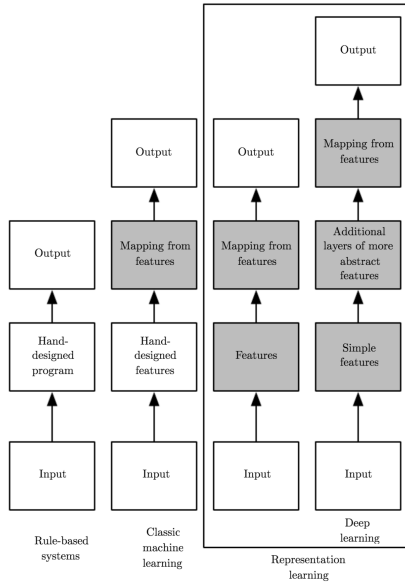 Input
Hand-
designed
program
Output
Rule-based
systems
Input
Hand-
designed
features
Mapping from
features
Output
Classic
machine
learning
Input
Features
Mapping from
features
Output
Input
Simple
features
Additional
layers of more
abstract
features
Mapping from
features
Output
Deep
learning
Representation
learning